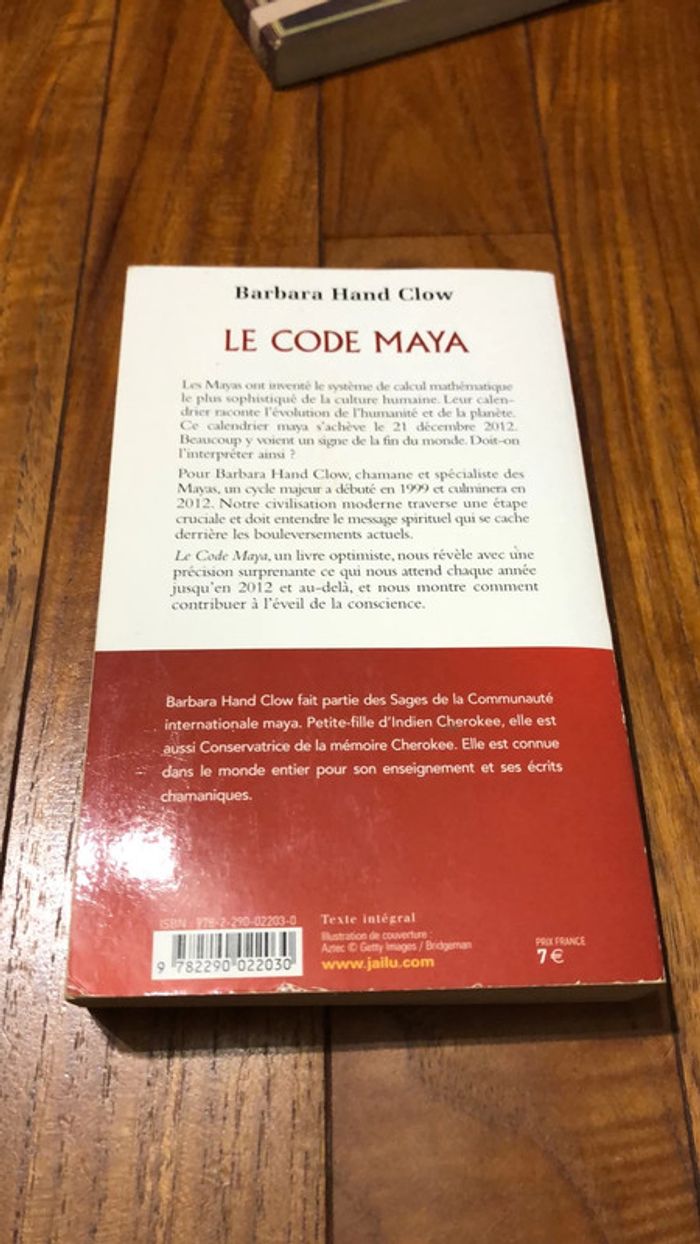 Barbara Hand Clow
LE CODE MAYA
Les Mayas ont inventé le système de calcul mathématique
le plus sophistiqué de la culture humaine. Leur calen-
drier raconte l'évolution de l'humanité et de la planète.
Ce calendrier maya s'achève le 21 décembre 2012.
Beaucoup y voient un signe de la fin du monde. Doit-on
l'interpréter ainsi ?
Pour Barbara Hand Clow, chamane et spécialiste des
Mayas, un cycle majeur a débuté en 1999 et culminera en
2012. Notre civilisation moderne traverse une étape
cruciale et doit entendre le message spirituel qui se cache
derrière les bouleversements actuels.
Le Code Maya, un livre optimiste, nous révèle avec une
précision surprenante ce qui nous attend chaque année
jusqu'en 2012 et au-delà, et nous montre comment
contribuer à l'éveil de la conscience.
Barbara Hand Clow fait partie des Sages de la Communauté
internationale maya. Petite-fille d'Indien Cherokee, elle est
aussi Conservatrice de la mémoire Cherokee. Elle est connue
dans le monde entier pour son enseignement et ses écrits
chamaniques.
ISBN : 978-2-290-02203-0
9 782290 022030
Texte intégral
Illustration de couverture :
Aztec © Getty Images / Bridgeman
www.jailu.com
PRIX FRANCE
7 €